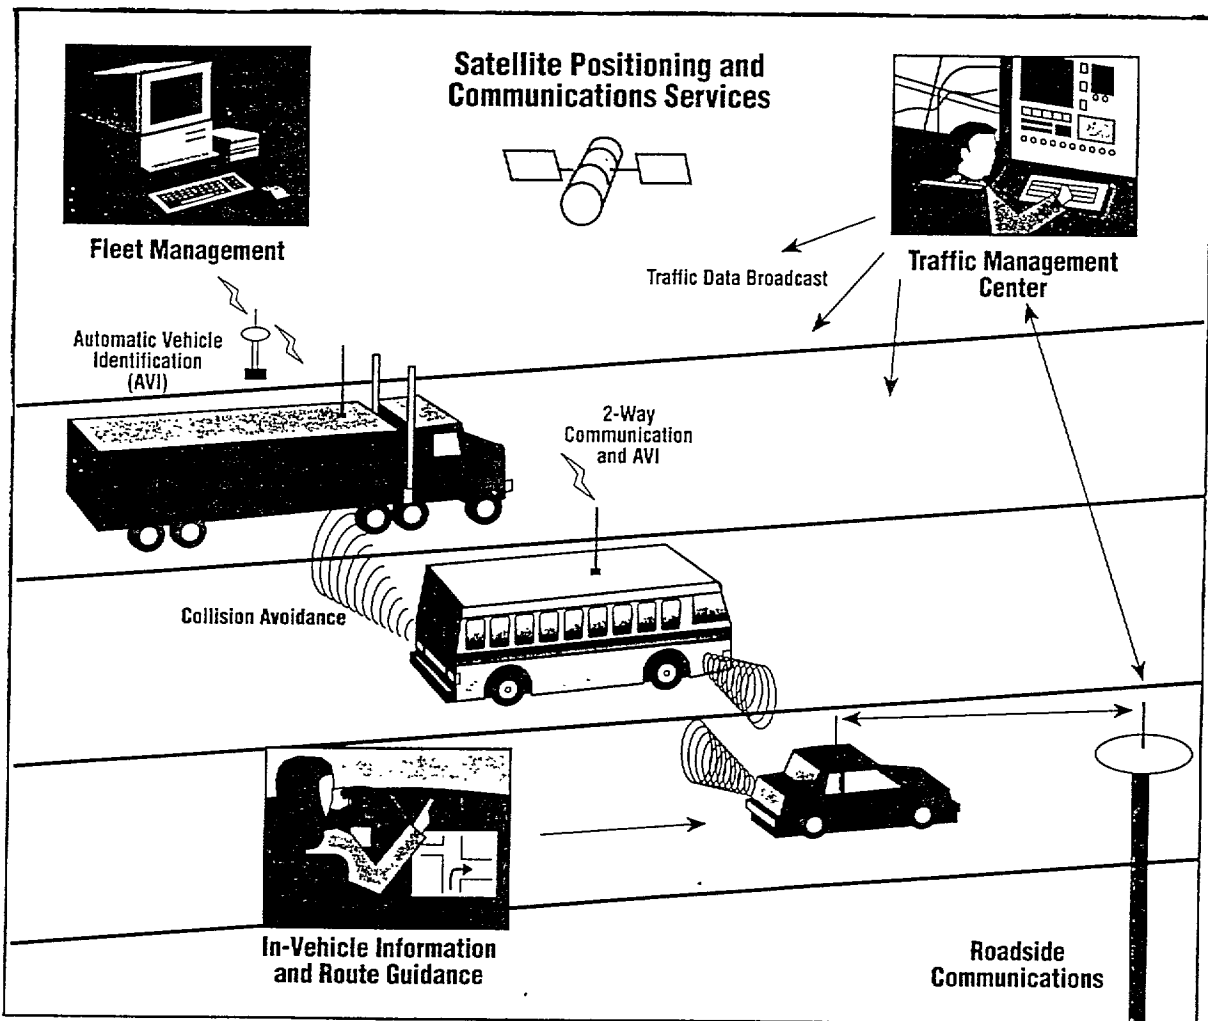 Satellite Positioning and
Communications Services
Fleet Management
Traffic Management
Center
Traffic Data Broadcast
Automatic Vehicle
Identification
(AVI)
2-Way
Communication
and AVI
Collision Avoidance
In-Vehicle Information
and Route Guidance
Roadside
Communications